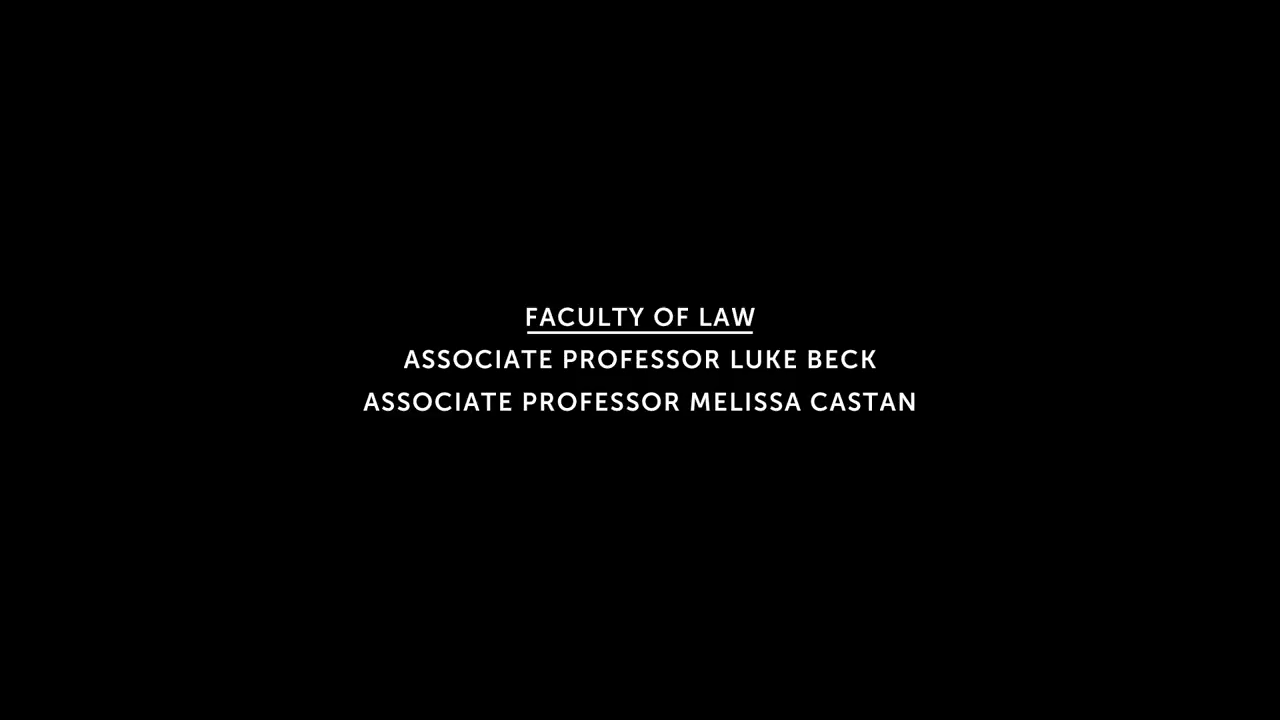 FACULTY OF LAW
ASSOCIATE PROFESSOR LUKE BECK
ASSOCIATE PROFESSOR MELISSA CASTAN